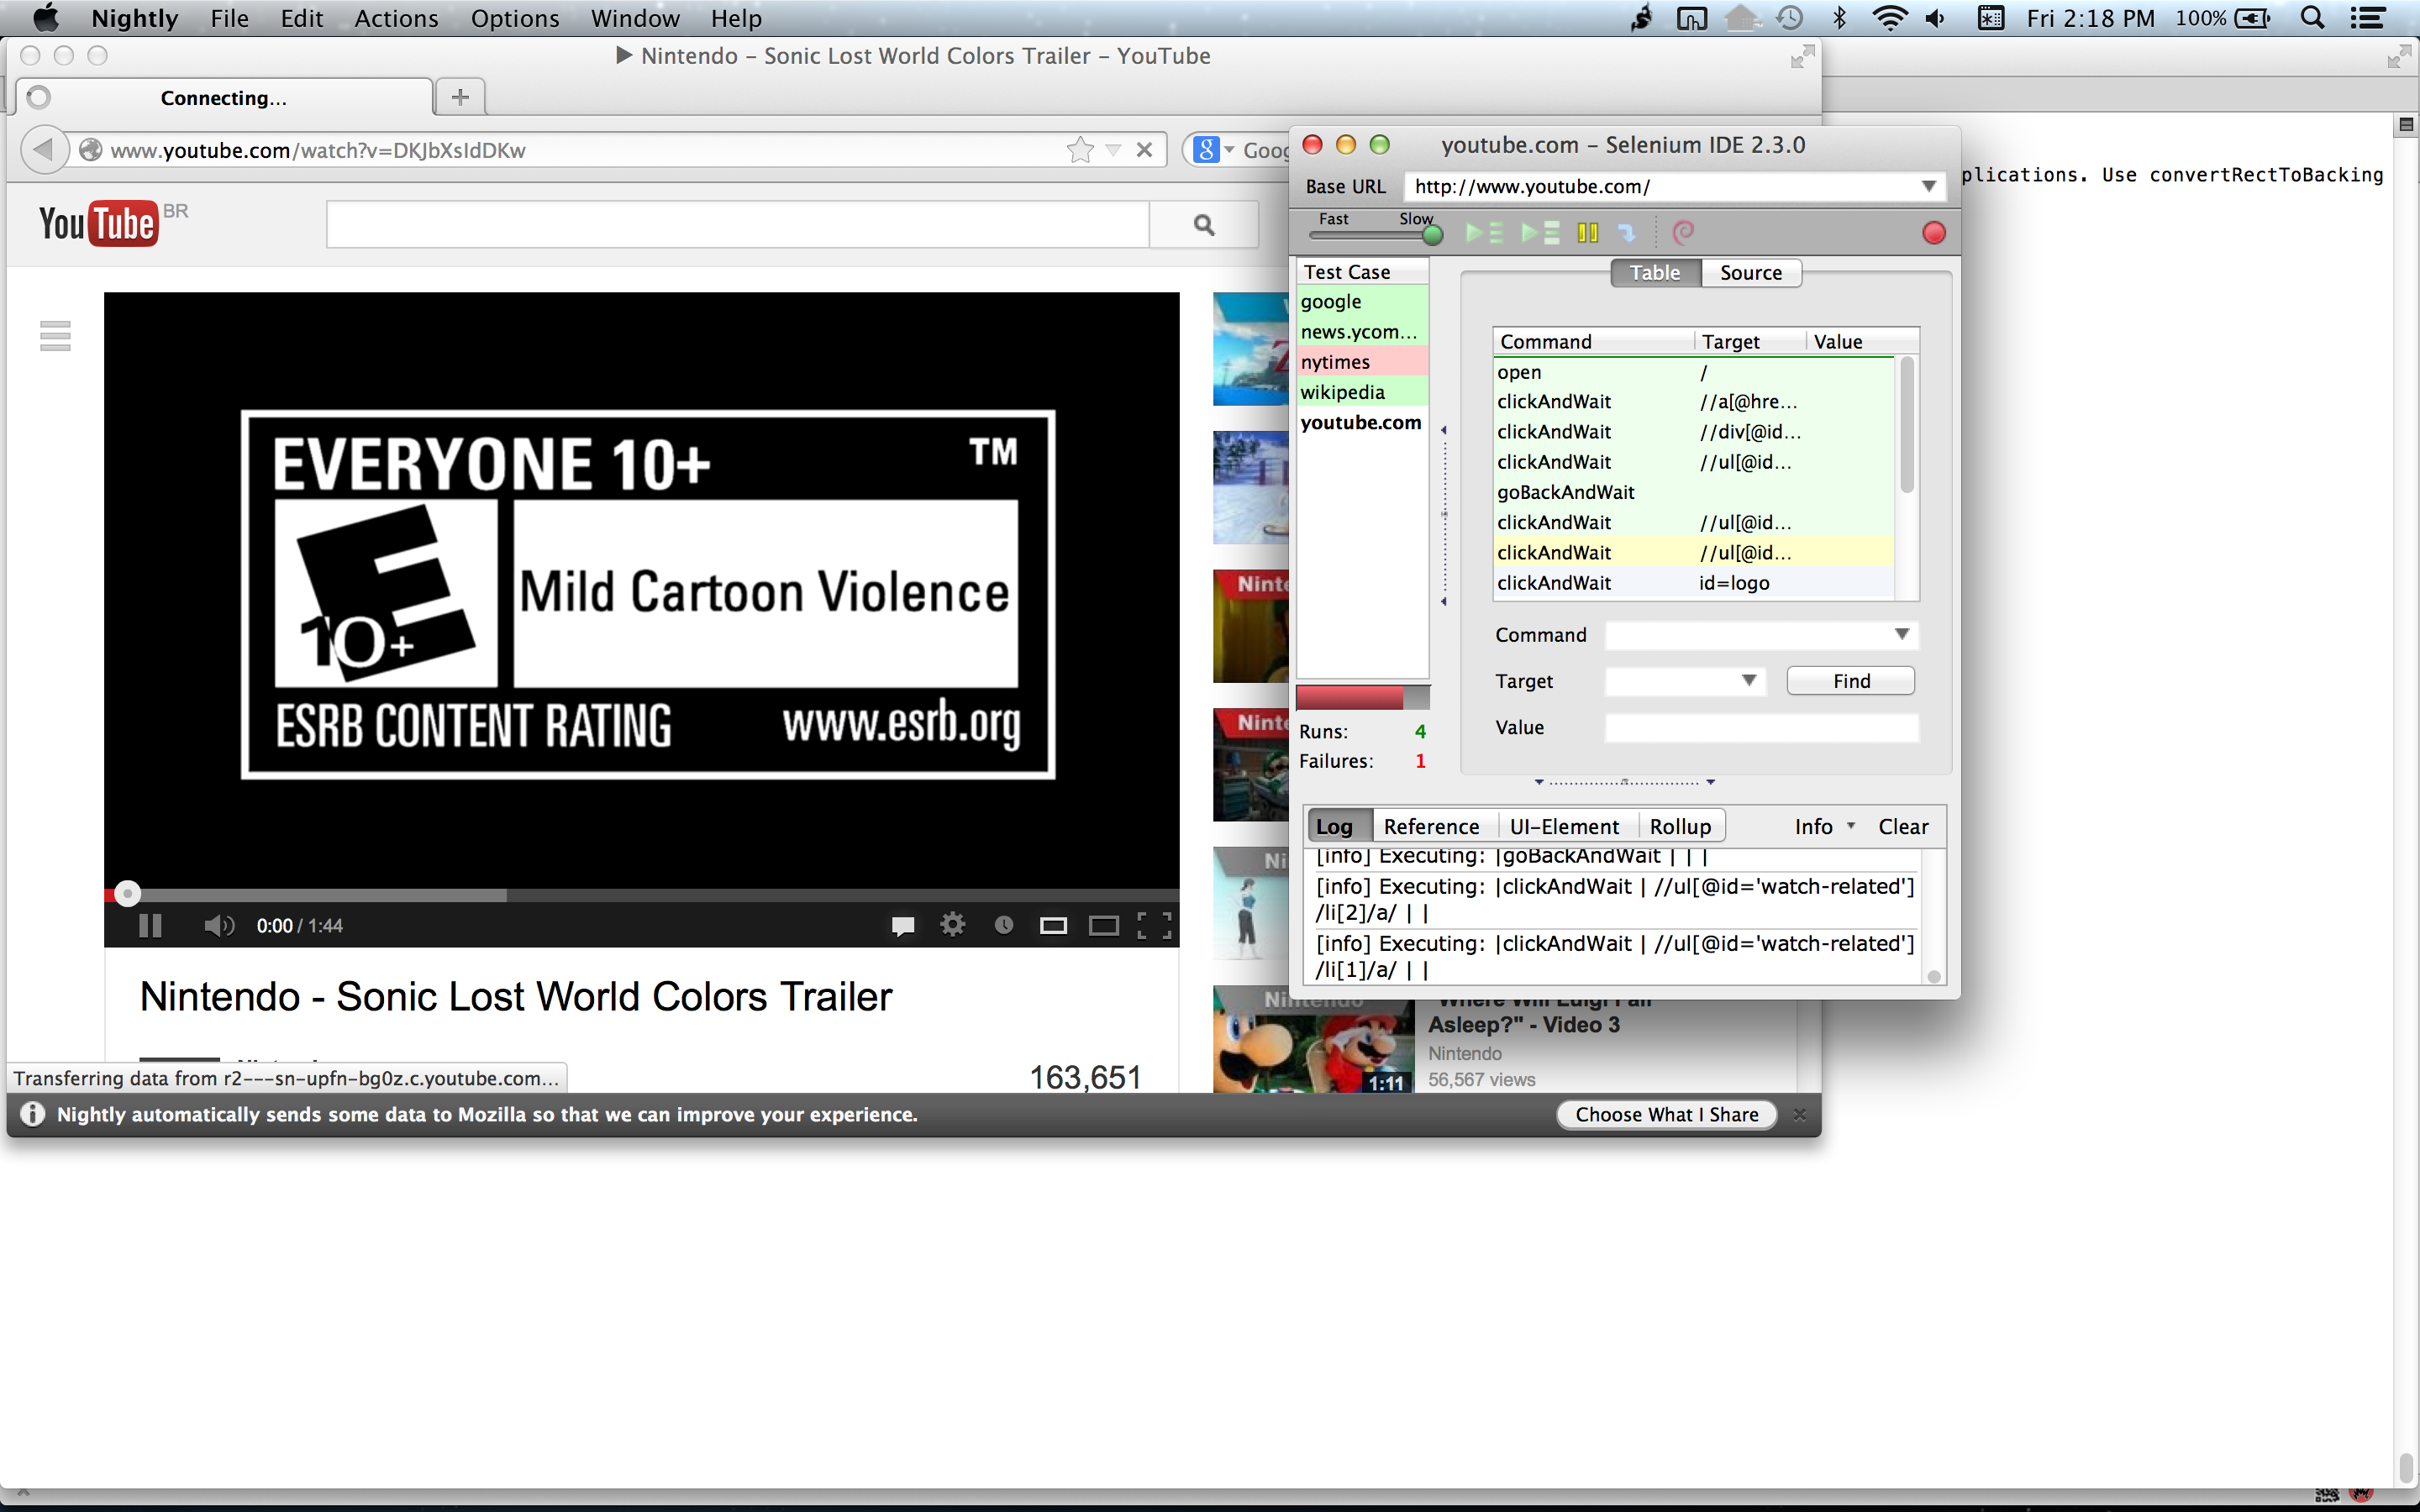 Nightly File Edit Actions Options Window Help Fri 2:18 PM 100%
Nintendo – Sonic Lost World Colors Trailer – YouTube
Connecting...
www.youtube.com/watch?v=DKJbXsIdDKw
YouTube BR
EVERYONE 10+ TM
10+
Mild Cartoon Violence
ESRB CONTENT RATING www.esrb.org
0:00 / 1:44
Nintendo - Sonic Lost World Colors Trailer
163,651
Transferring data from r2---sn-upfn-bg0z.c.youtube.com...
Asleep?" - Video 3
Nintendo
56,567 views
1:11
Nightly automatically sends some data to Mozilla so that we can improve your experience.
Choose What I Share
youtube.com – Selenium IDE 2.3.0
Base URL http://www.youtube.com/
Fast Slow
Test Case
google
news.ycom...
nytimes
wikipedia
youtube.com
Runs: 4
Failures: 1
Table Source
Command Target Value
open /
clickAndWait //a[@hre...
clickAndWait //div[@id...
clickAndWait //ul[@id...
goBackAndWait
clickAndWait //ul[@id...
clickAndWait //ul[@id...
clickAndWait id=logo
Command
Target Find
Value
Log Reference UI-Element Rollup Info Clear
[info] Executing: |goBackAndWait | | |
[info] Executing: |clickAndWait | //ul[@id='watch-related']
/li[2]/a/ | |
[info] Executing: |clickAndWait | //ul[@id='watch-related']
/li[1]/a/ | |
plications. Use convertRectToBacking